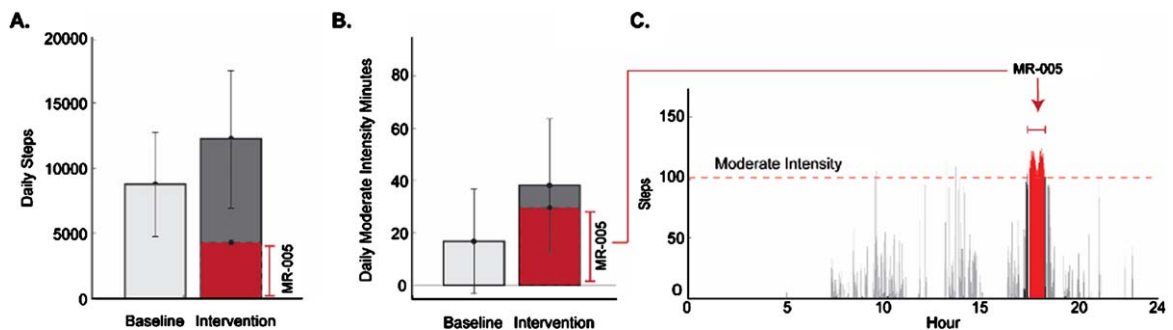 A.
Daily Steps
20000
15000
10000
5000
0
MR-005
Baseline Intervention
B.
Daily Moderate Intensity Minutes
80
60
40
20
0
MR-005
Baseline Intervention
C.
MR-005
Steps
150
100
50
0
Moderate Intensity
0 5 10 15 20 24
Hour